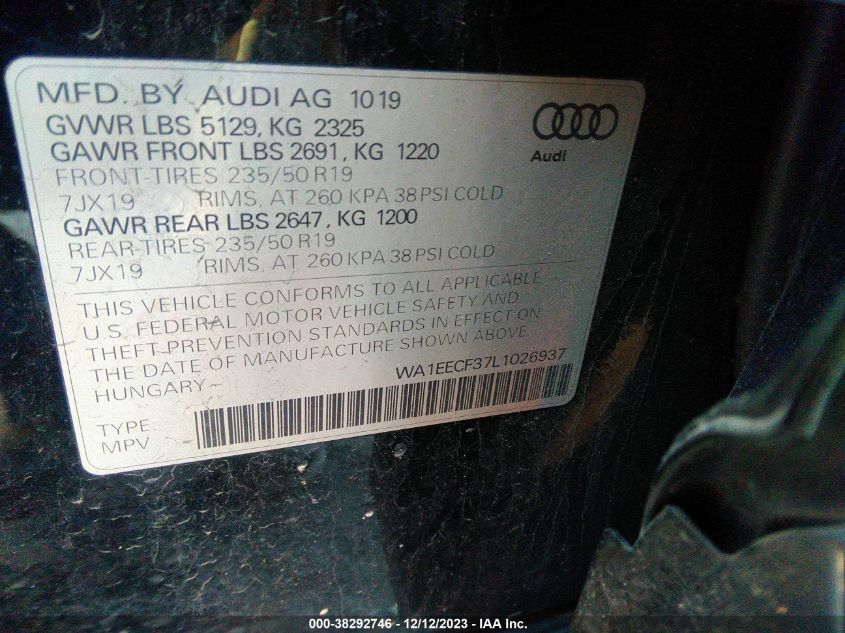 MFD. BY. AUDI AG 1019
GVWR LBS 5129, KG 2325
GAWR FRONT LBS 2691, KG 1220
FRONT-TIRES 235/50 R19
7JX19 RIMS, AT 260 KPA 38 PSI COLD
GAWR REAR LBS 2647, KG 1200
REAR-TIRES 235/50 R19
7JX19 RIMS, AT 260 KPA 38 PSI COLD
Audi
THIS VEHICLE CONFORMS TO ALL APPLICABLE
U.S. FEDERAL MOTOR VEHICLE SAFETY AND
THEFT PREVENTION STANDARDS IN EFFECT ON
THE DATE OF MANUFACTURE SHOWN ABOVE.
HUNGARY
WA1EECF37L1026937
TYPE:
MPV
000-38292746 - 12/12/2023 - IAA Inc.